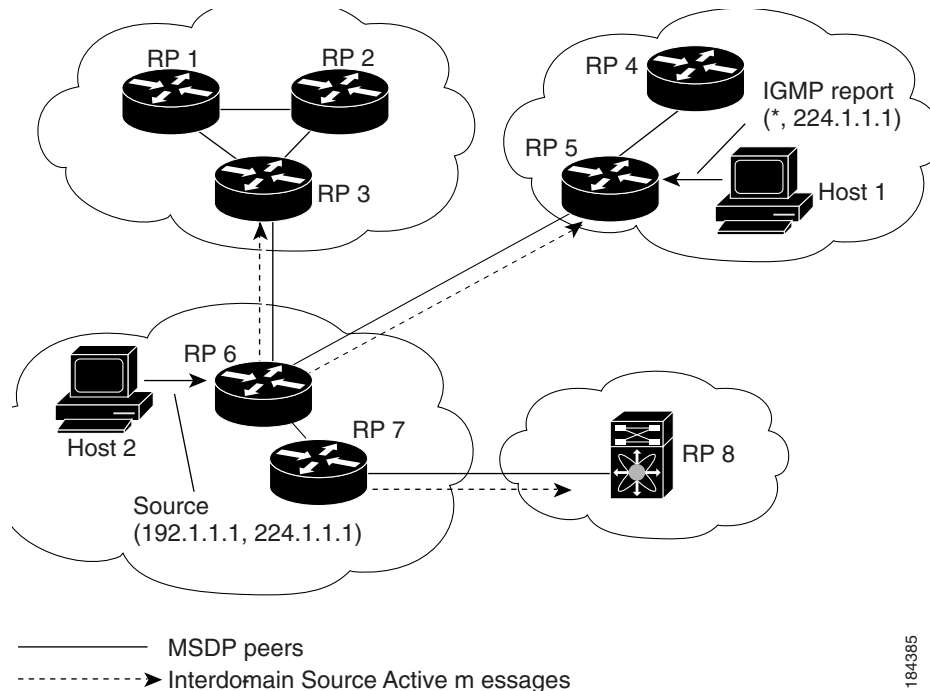 RP 1
RP 2
RP 3
RP 4
IGMP report
(*, 224.1.1.1)
RP 5
Host 1
RP 6
Host 2
RP 7
RP 8
Source
(192.1.1.1, 224.1.1.1)
MSDP peers
Interdomain Source Active m essages
184385